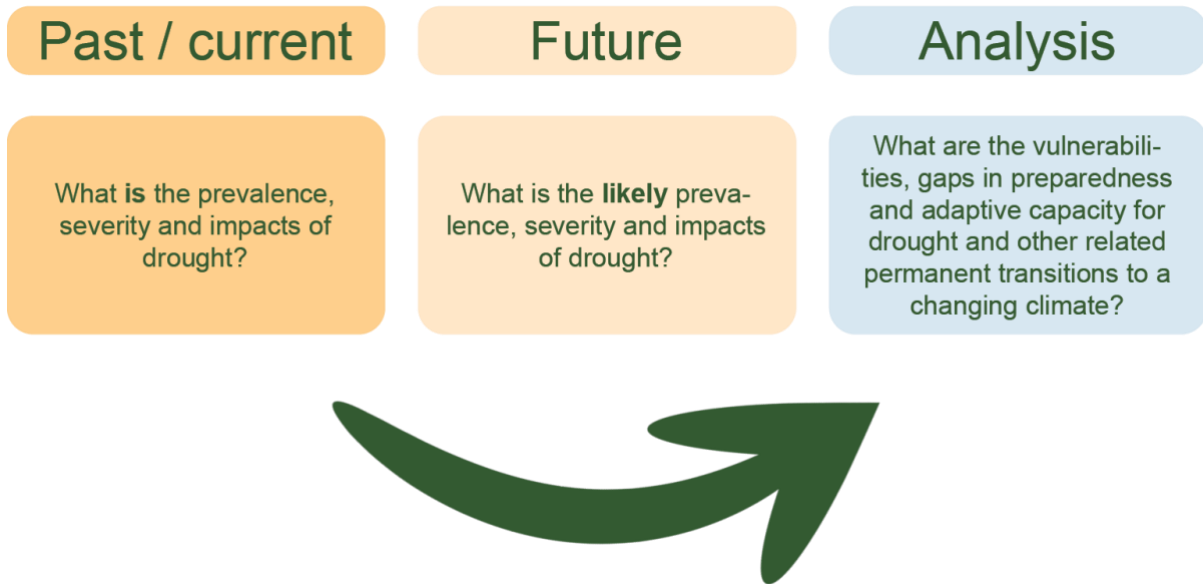 Past / current
Future
Analysis
What is the prevalence,
severity and impacts of
drought?
What is the likely preva-
lence, severity and impacts
of drought?
What are the vulnerabili-
ties, gaps in preparedness
and adaptive capacity for
drought and other related
permanent transitions to a
changing climate?